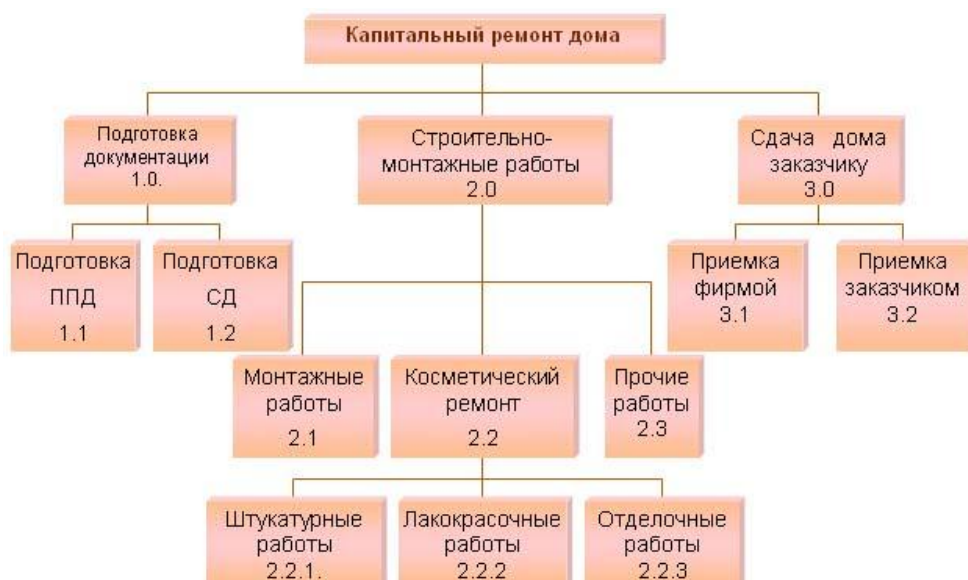 Капитальный ремонт дома
Подготовка
документации
1.0.
Строительно-
монтажные работы
2.0
Сдача дома
заказчику
3.0
Подготовка
ППД
1.1
Подготовка
СД
1.2
Приемка
фирмой
3.1
Приемка
заказчиком
3.2
Монтажные
работы
2.1
Косметический
ремонт
2.2
Прочие
работы
2.3
Штукатурные
работы
2.2.1.
Лакокрасочные
работы
2.2.2
Отделочные
работы
2.2.3